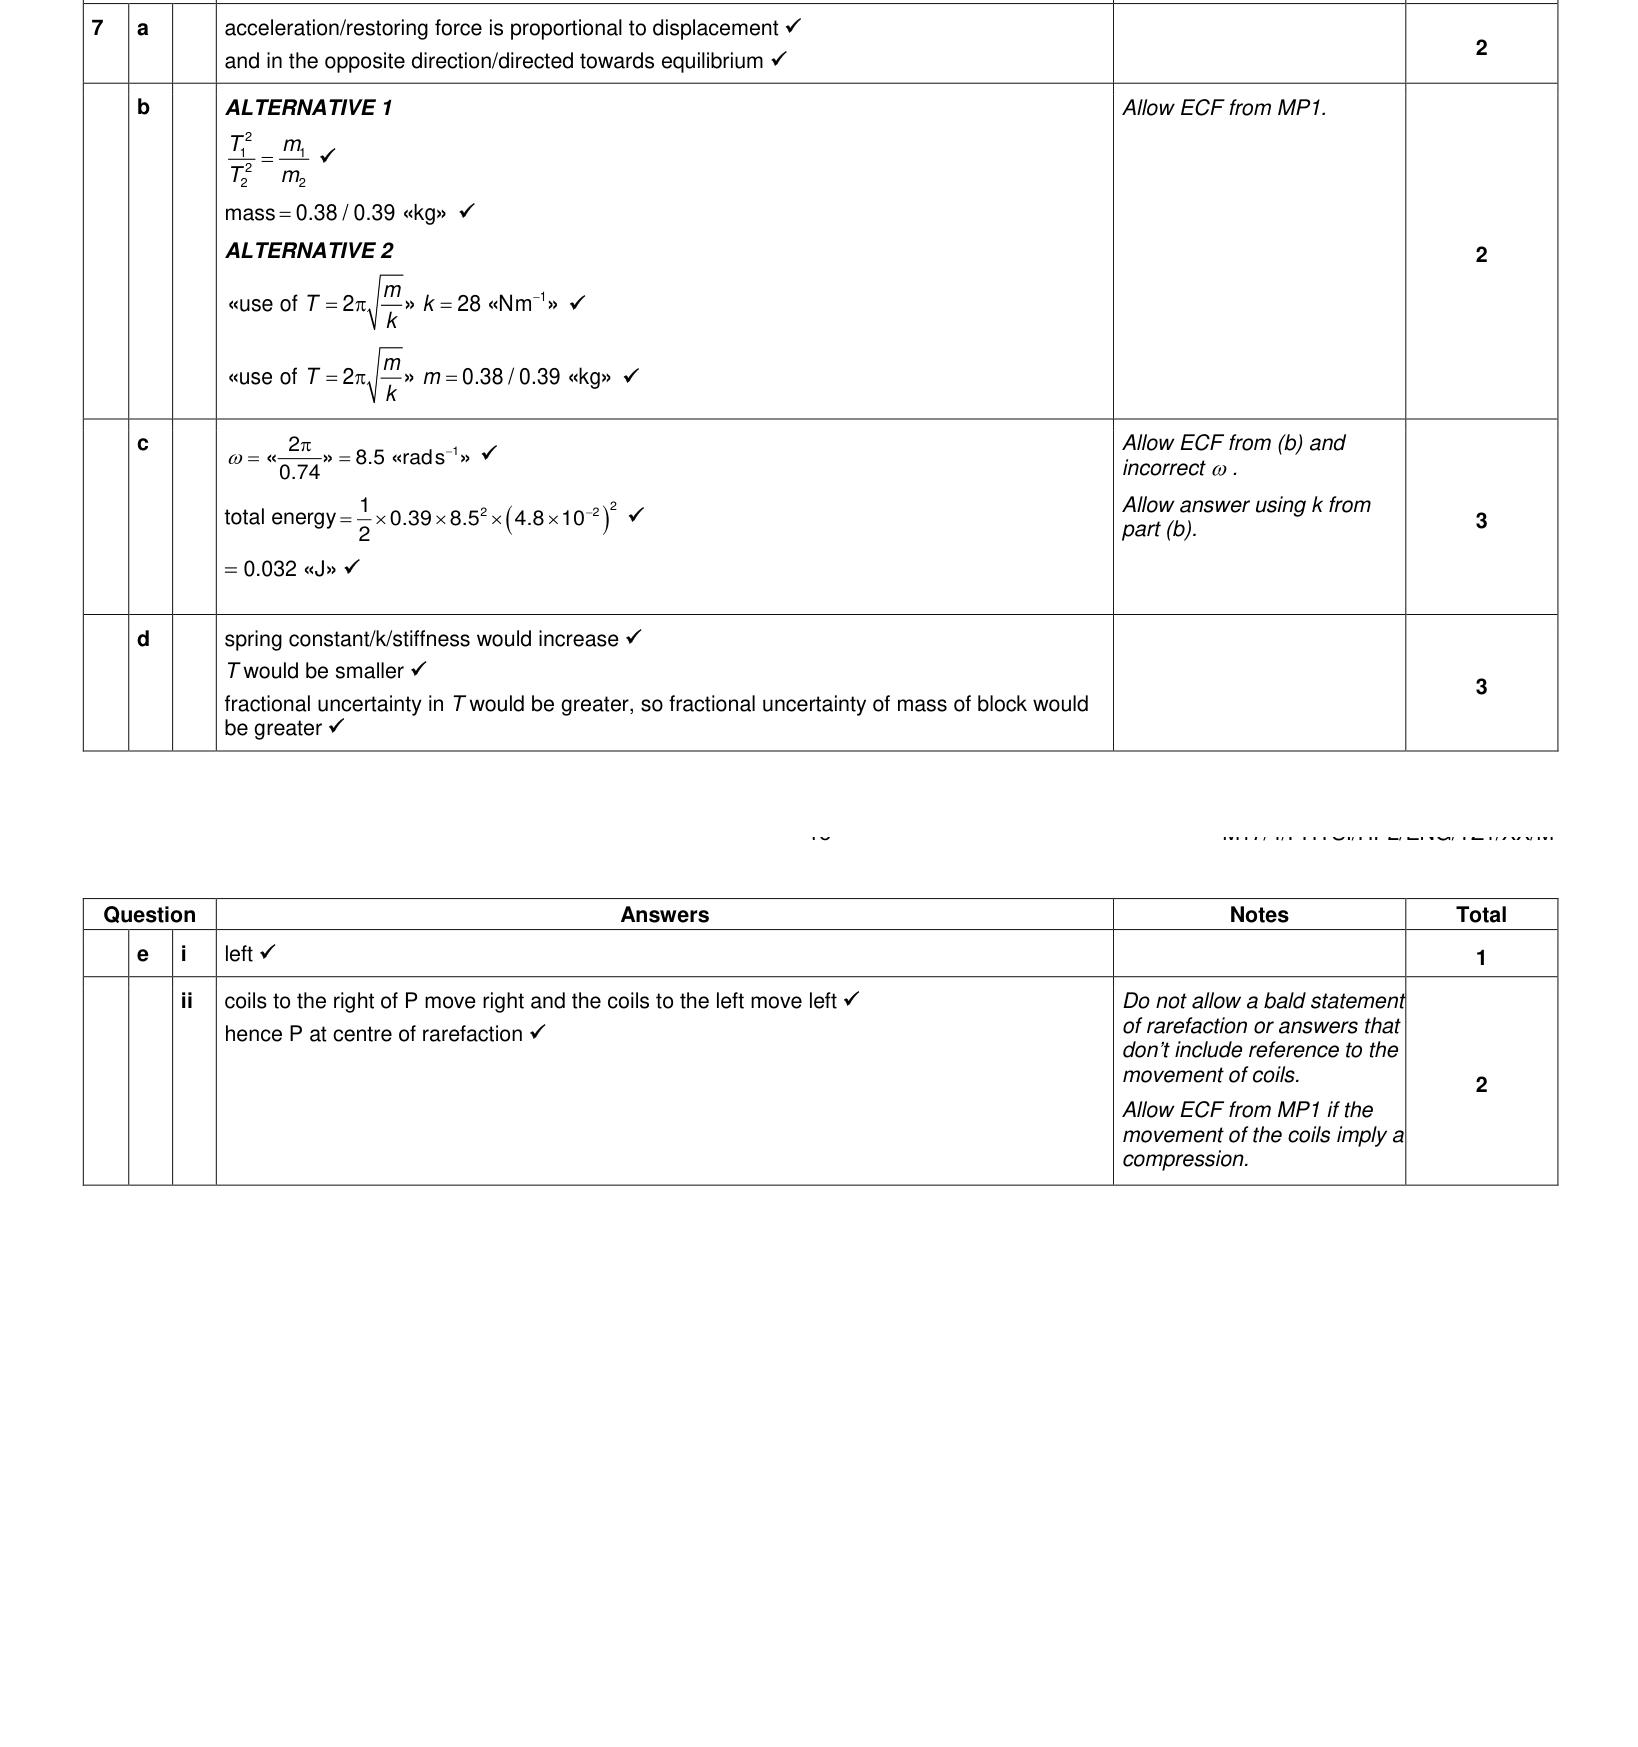 7 a acceleration/restoring force is proportional to displacement ✓
and in the opposite direction/directed towards equilibrium ✓
2
b ALTERNATIVE 1
T₁²/T₂² = m₁/m₂ ✓
mass = 0.38 / 0.39 «kg» ✓
ALTERNATIVE 2
«use of T = 2π√(m/k)» k = 28 «Nm⁻¹» ✓
«use of T = 2π√(m/k)» m = 0.38 / 0.39 «kg» ✓
Allow ECF from MP1.
2
c ω = «2π/0.74» = 8.5 «rad s⁻¹» ✓
total energy = 1/2 × 0.39 × 8.5² × (4.8 × 10⁻²)² ✓
= 0.032 «J» ✓
Allow ECF from (b) and
incorrect ω .
Allow answer using k from
part (b).
3
d spring constant/k/stiffness would increase ✓
T would be smaller ✓
fractional uncertainty in T would be greater, so fractional uncertainty of mass of block would
be greater ✓
3
Question Answers Notes Total
e i left ✓
1
ii coils to the right of P move right and the coils to the left move left ✓
hence P at centre of rarefaction ✓
Do not allow a bald statement
of rarefaction or answers that
don’t include reference to the
movement of coils.
Allow ECF from MP1 if the
movement of the coils imply a
compression.
2